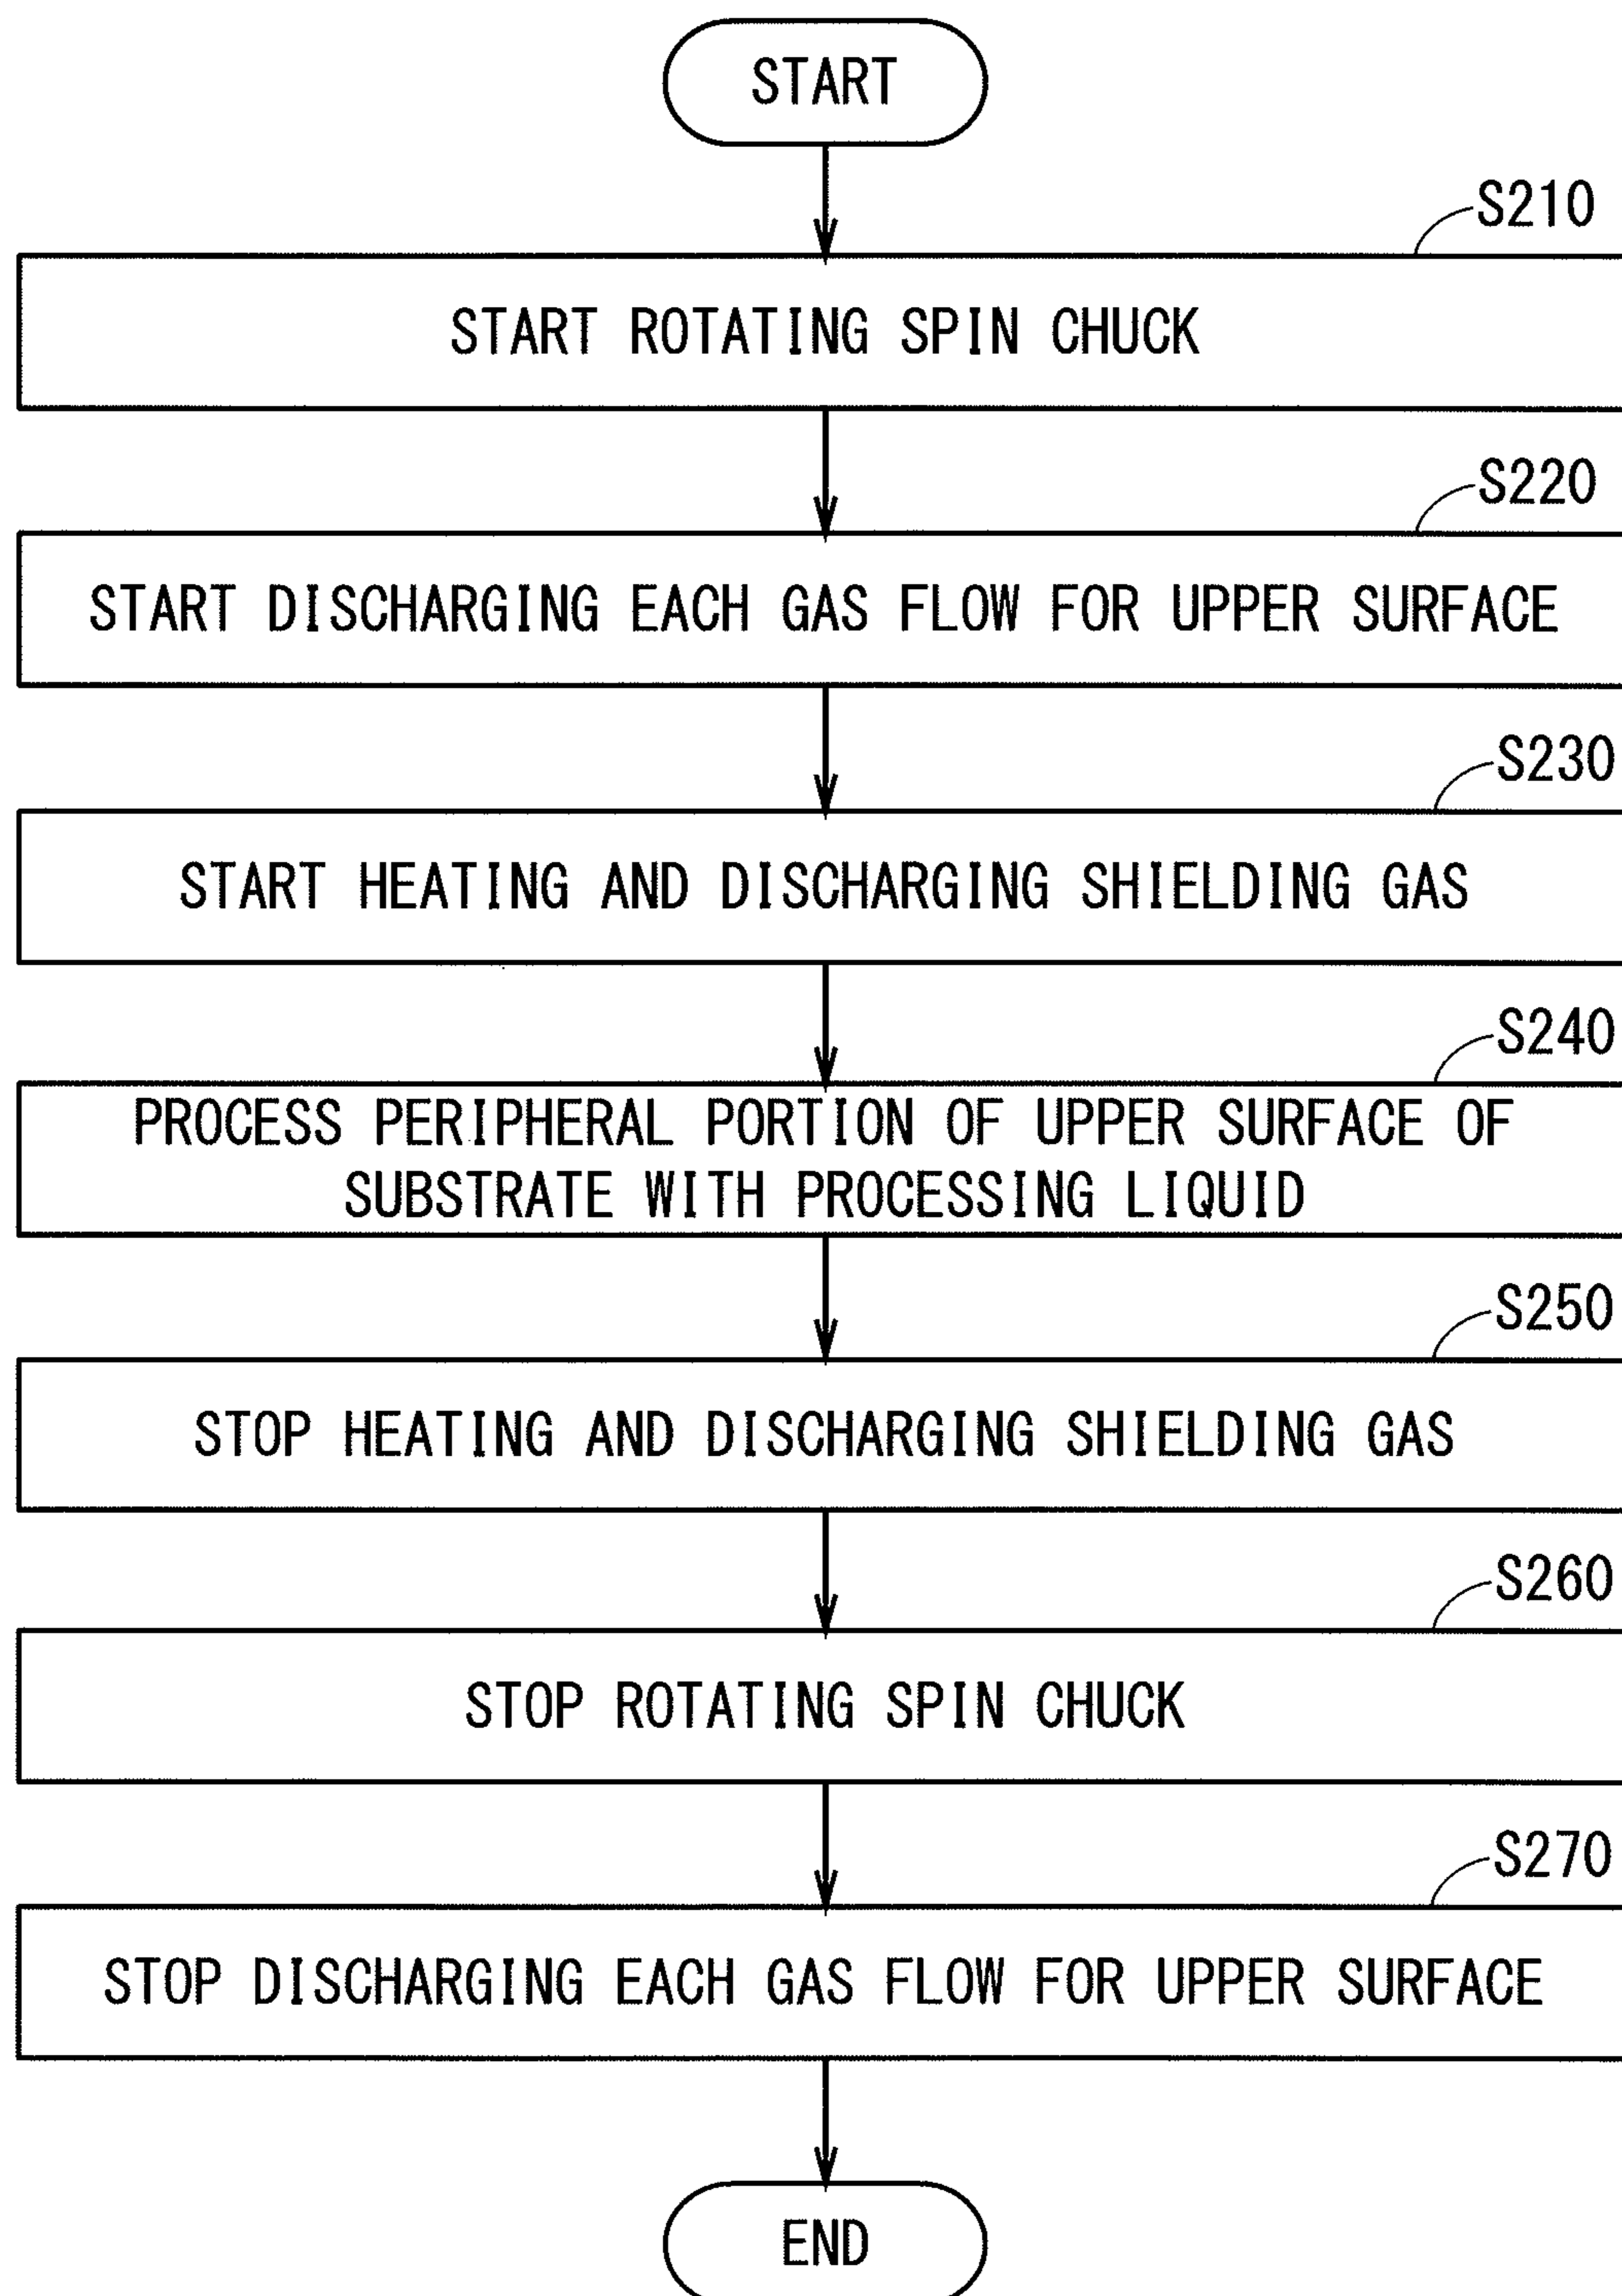 START
S210
START ROTATING SPIN CHUCK
S220
START DISCHARGING EACH GAS FLOW FOR UPPER SURFACE
S230
START HEATING AND DISCHARGING SHIELDING GAS
S240
PROCESS PERIPHERAL PORTION OF UPPER SURFACE OF
SUBSTRATE WITH PROCESSING LIQUID
S250
STOP HEATING AND DISCHARGING SHIELDING GAS
S260
STOP ROTATING SPIN CHUCK
S270
STOP DISCHARGING EACH GAS FLOW FOR UPPER SURFACE
END